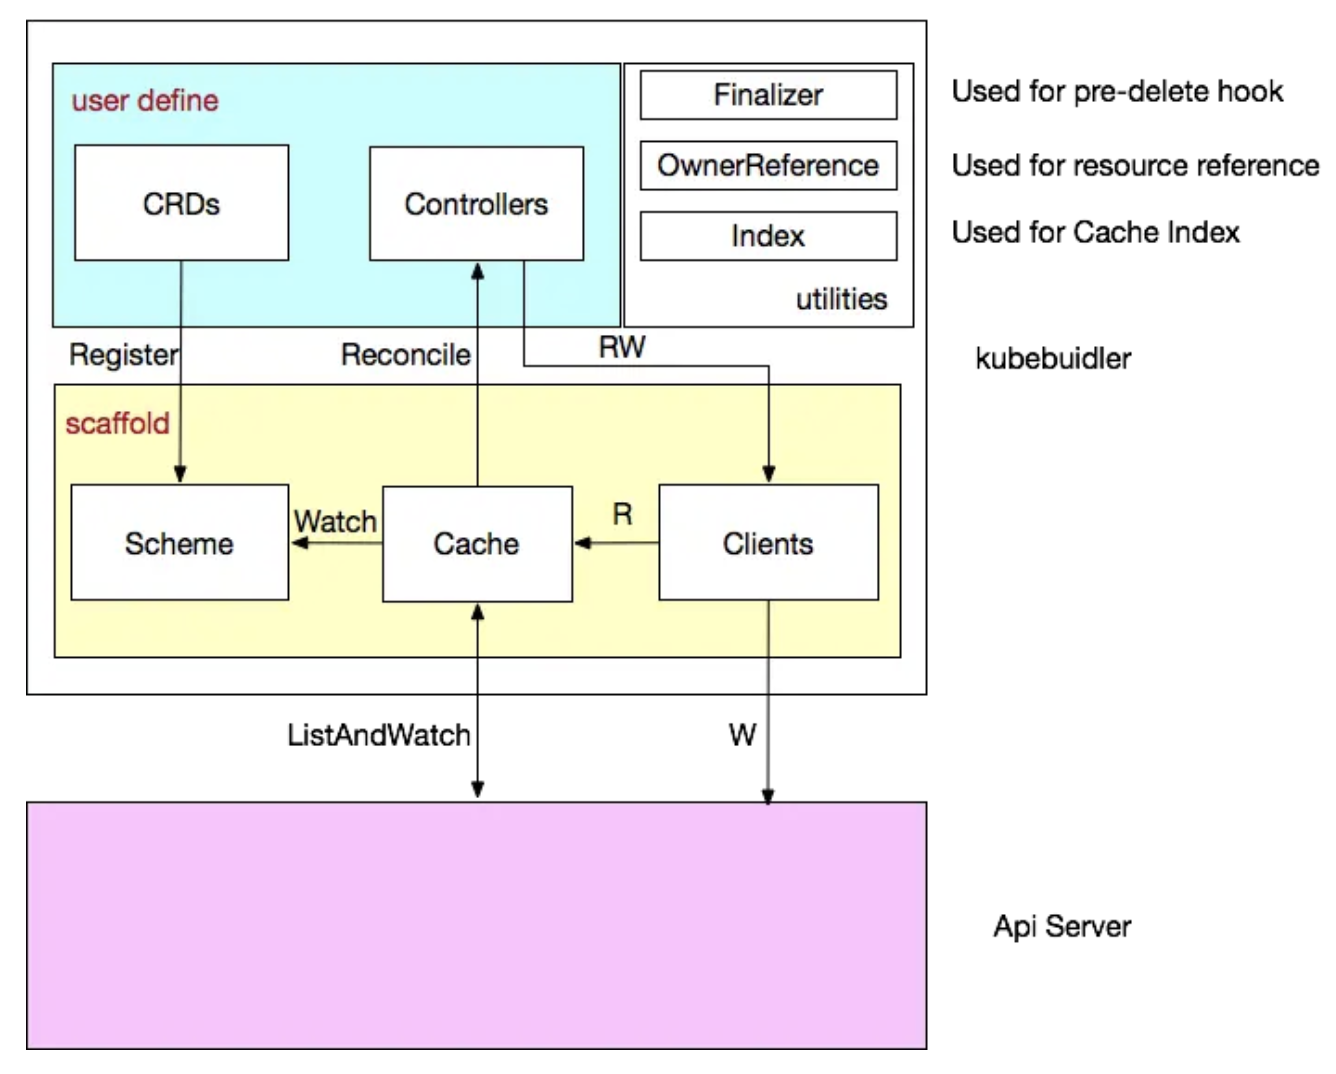 user define
Finalizer
Used for pre-delete hook
CRDs
Controllers
OwnerReference
Used for resource reference
Index
Used for Cache Index
utilities
Register
Reconcile
RW
kubebuidler
scaffold
Scheme
Watch
Cache
R
Clients
ListAndWatch
W
Api Server